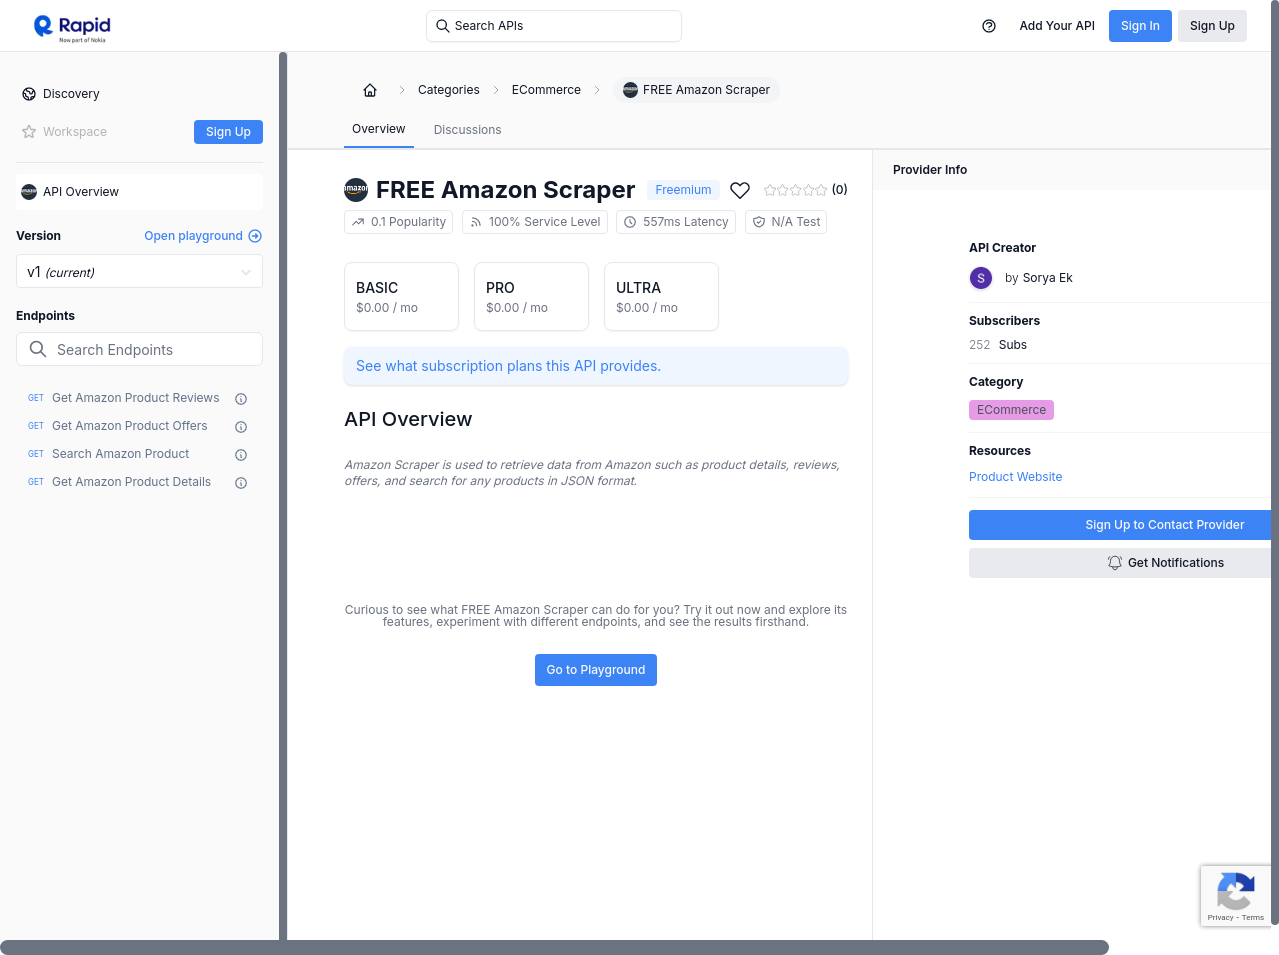 Rapid
Now part of Nokia
Search APIs
Add Your API
Sign In
Sign Up
Discovery
Workspace
Sign Up
API Overview
Version
Open playground
v1 (current)
Endpoints
Search Endpoints
GET Get Amazon Product Reviews
GET Get Amazon Product Offers
GET Search Amazon Product
GET Get Amazon Product Details
Categories
ECommerce
FREE Amazon Scraper
Overview
Discussions
FREE Amazon Scraper
Freemium
(0)
0.1 Popularity
100% Service Level
557ms Latency
N/A Test
BASIC
$0.00 / mo
PRO
$0.00 / mo
ULTRA
$0.00 / mo
See what subscription plans this API provides.
API Overview
Amazon Scraper is used to retrieve data from Amazon such as product details, reviews,
offers, and search for any products in JSON format.
Curious to see what FREE Amazon Scraper can do for you? Try it out now and explore its
features, experiment with different endpoints, and see the results firsthand.
Go to Playground
Provider Info
API Creator
S
by Sorya Ek
Subscribers
252 Subs
Category
ECommerce
Resources
Product Website
Sign Up to Contact Provider
Get Notifications
Privacy - Terms